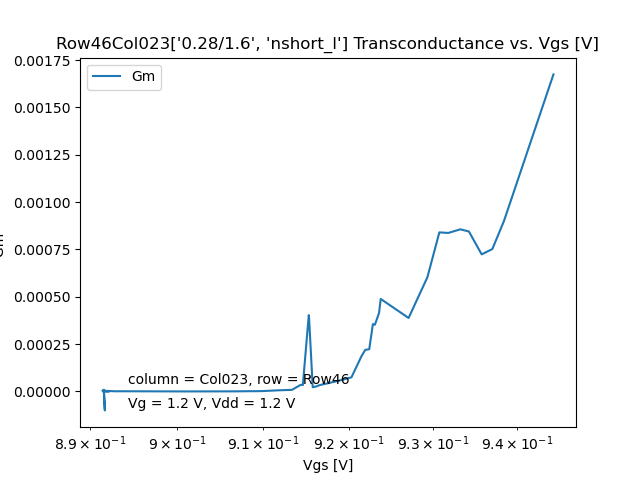 Row46Col023['0.28/1.6', 'nshort_l'] Transconductance vs. Vgs [V]
Gm
0.00175
0.00150
0.00125
0.00100
0.00075
0.00050
0.00025
0.00000
Gm
column = Col023, row = Row46
Vg = 1.2 V, Vdd = 1.2 V
8.9 × 10⁻¹ 9 × 10⁻¹ 9.1 × 10⁻¹ 9.2 × 10⁻¹ 9.3 × 10⁻¹ 9.4 × 10⁻¹
Vgs [V]